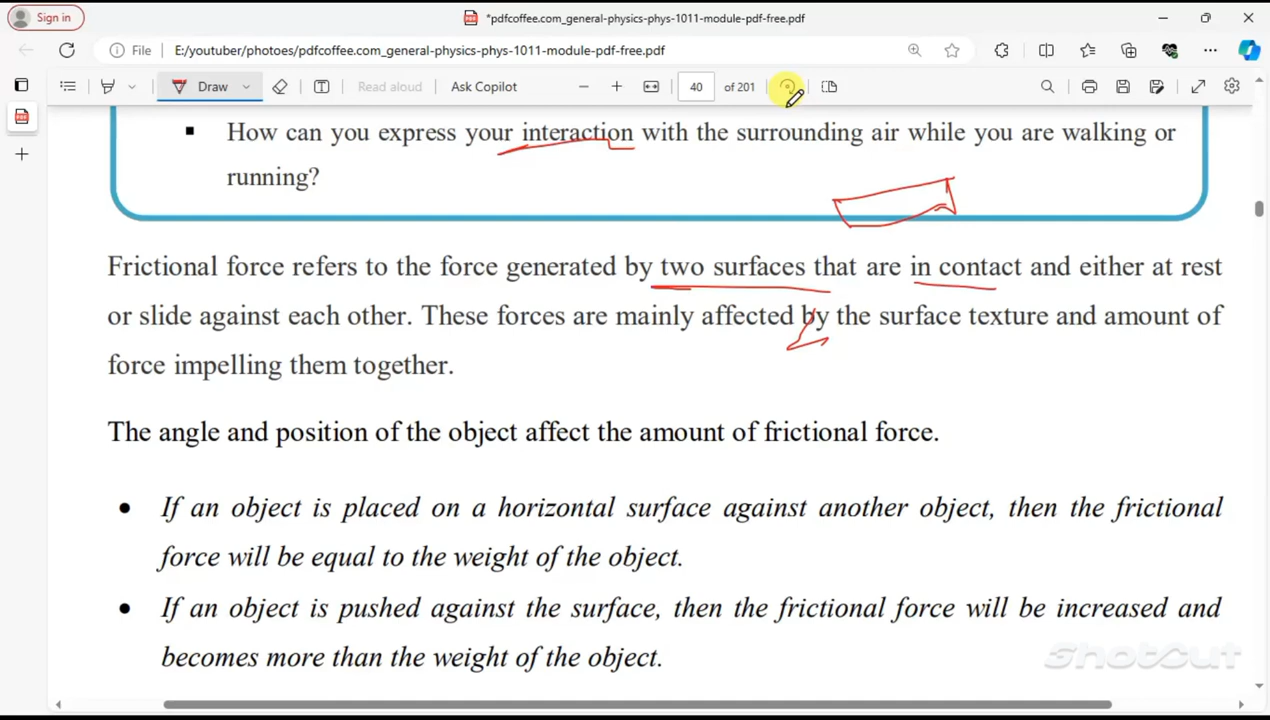 Sign in
*pdfcoffee.com_general-physics-phys-1011-module-pdf-free.pdf
File
E:/youtuber/photoes/pdfcoffee.com_general-physics-phys-1011-module-pdf-free.pdf
Draw
Read aloud
Ask Copilot
40
of 201
▪ How can you express your interaction with the surrounding air while you are walking or
running?
Frictional force refers to the force generated by two surfaces that are in contact and either at rest
or slide against each other. These forces are mainly affected by the surface texture and amount of
force impelling them together.
The angle and position of the object affect the amount of frictional force.
• If an object is placed on a horizontal surface against another object, then the frictional
force will be equal to the weight of the object.
• If an object is pushed against the surface, then the frictional force will be increased and
becomes more than the weight of the object.
Shotcut